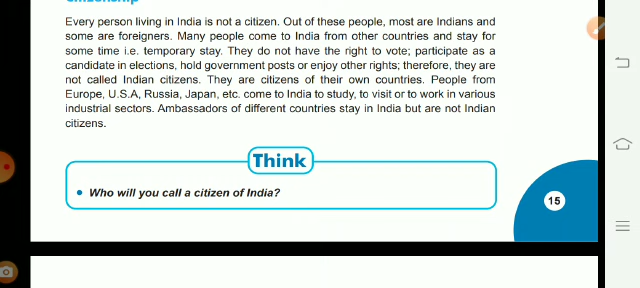 Citizenship
Every person living in India is not a citizen. Out of these people, most are Indians and
some are foreigners. Many people come to India from other countries and stay for
some time i.e. temporary stay. They do not have the right to vote; participate as a
candidate in elections, hold government posts or enjoy other rights; therefore, they are
not called Indian citizens. They are citizens of their own countries. People from
Europe, U.S.A, Russia, Japan, etc. come to India to study, to visit or to work in various
industrial sectors. Ambassadors of different countries stay in India but are not Indian
citizens.
Think
• Who will you call a citizen of India?
15